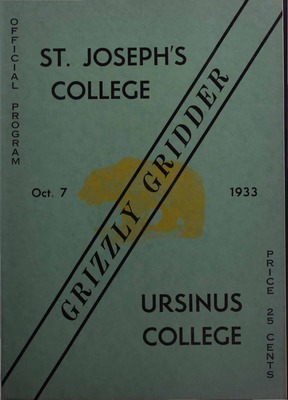 OFFICIAL PROGRAM
ST. JOSEPH'S
COLLEGE
GRIZZLY GRIDDER
Oct. 7
1933
URSINUS
COLLEGE
PRICE 25 CENTS